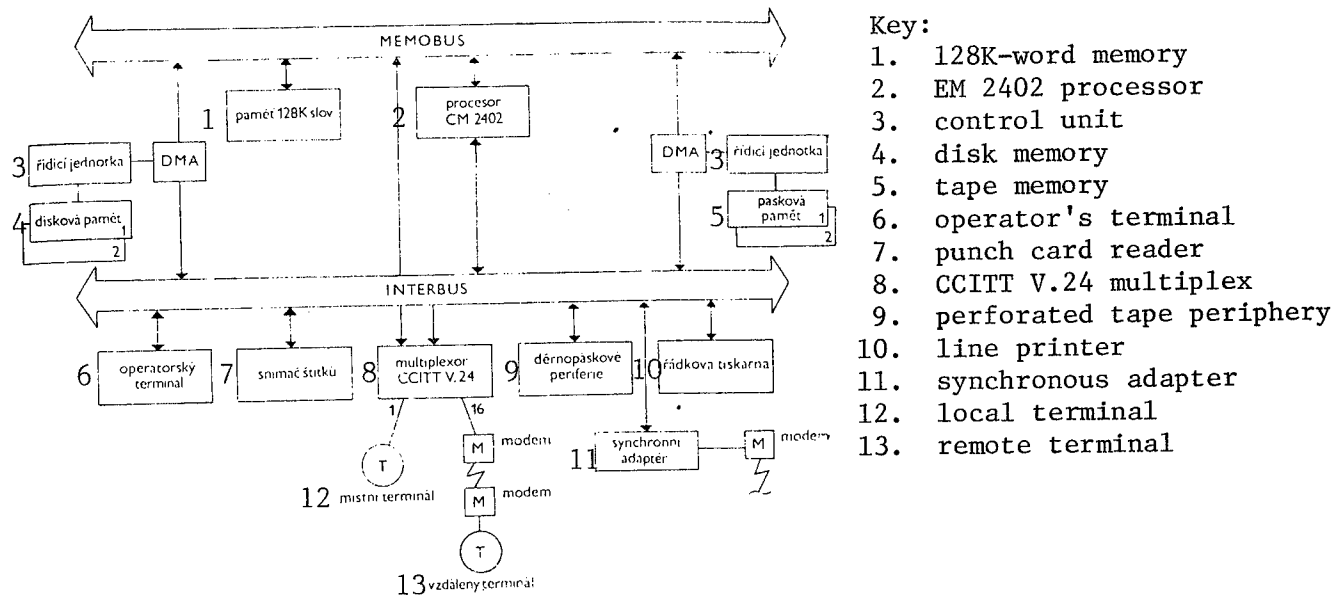 MEMOBUS
1
paměť 128K slov
2
procesor
CM 2402
3
řídicí jednotka
DMA
DMA
3
řídicí jednotka
4
disková paměť
1
2
5
pasková
paměť
1
2
INTERBUS
6
operatorský
terminál
7
snímač štítků
8
multiplexor
CCITT V.24
9
děrnopáskové
periferie
10
řádkova tiskárna
1
16
M
modem
T
12
místní terminál
M
modem
T
13
vzdálený terminál
11
synchronní
adaptér
M
modem
Key:
1. 128K-word memory
2. EM 2402 processor
3. control unit
4. disk memory
5. tape memory
6. operator's terminal
7. punch card reader
8. CCITT V.24 multiplex
9. perforated tape periphery
10. line printer
11. synchronous adapter
12. local terminal
13. remote terminal